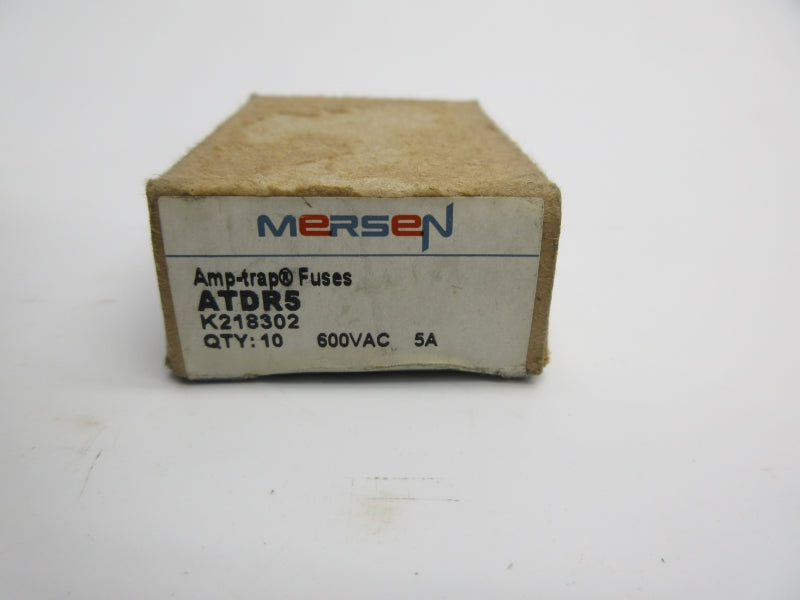 MERSEN
Amp-trap® Fuses
ATDR5
K218302
QTY: 10 600VAC 5A